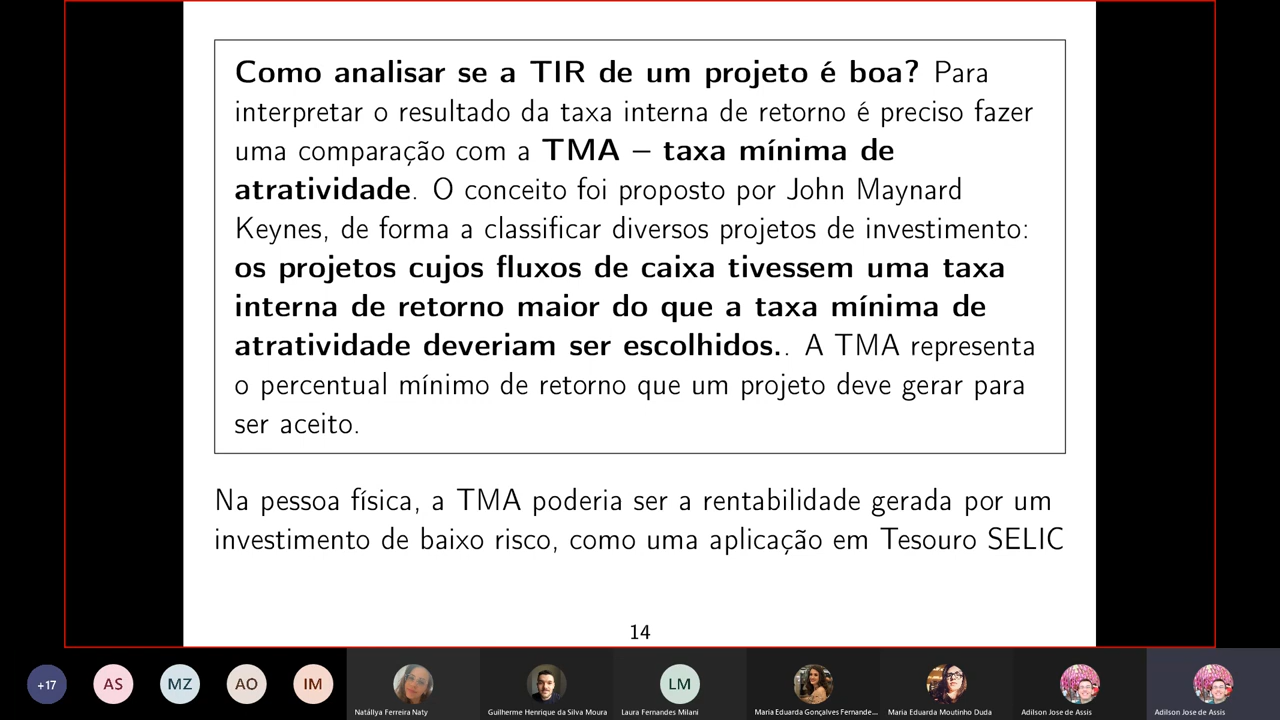 Como analisar se a TIR de um projeto é boa? Para
interpretar o resultado da taxa interna de retorno é preciso fazer
uma comparação com a TMA – taxa mínima de
atratividade. O conceito foi proposto por John Maynard
Keynes, de forma a classificar diversos projetos de investimento:
os projetos cujos fluxos de caixa tivessem uma taxa
interna de retorno maior do que a taxa mínima de
atratividade deveriam ser escolhidos.. A TMA representa
o percentual mínimo de retorno que um projeto deve gerar para
ser aceito.
Na pessoa física, a TMA poderia ser a rentabilidade gerada por um
investimento de baixo risco, como uma aplicação em Tesouro SELIC
14
+17 AS MZ AO IM LM
Natállya Ferreira Naty Guilherme Henrique da Silva Moura Laura Fernandes Milani Maria Eduarda Gonçalves Fernande... Maria Eduarda Moutinho Duda Adilson Jose de Assis Adilson Jose de Assis